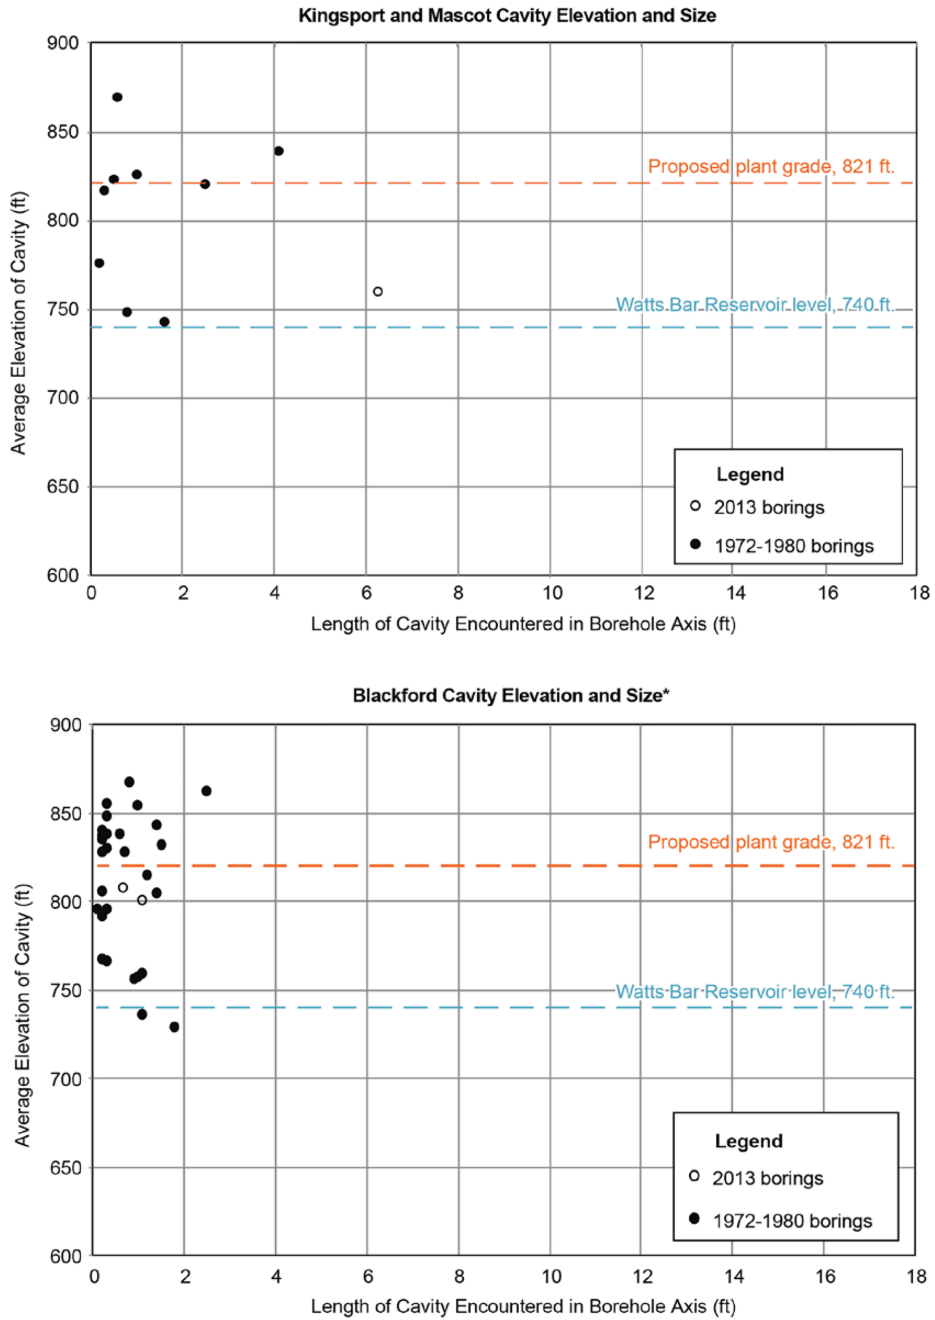 Kingsport and Mascot Cavity Elevation and Size
900
850
800
750
700
650
600
Average Elevation of Cavity (ft)
Proposed plant grade, 821 ft.
Watts Bar Reservoir level, 740 ft.
Legend
2013 borings
1972-1980 borings
0 2 4 6 8 10 12 14 16 18
Length of Cavity Encountered in Borehole Axis (ft)
Blackford Cavity Elevation and Size*
900
850
800
750
700
650
600
Average Elevation of Cavity (ft)
Proposed plant grade, 821 ft.
Watts Bar Reservoir level, 740 ft.
Legend
2013 borings
1972-1980 borings
0 2 4 6 8 10 12 14 16 18
Length of Cavity Encountered in Borehole Axis (ft)